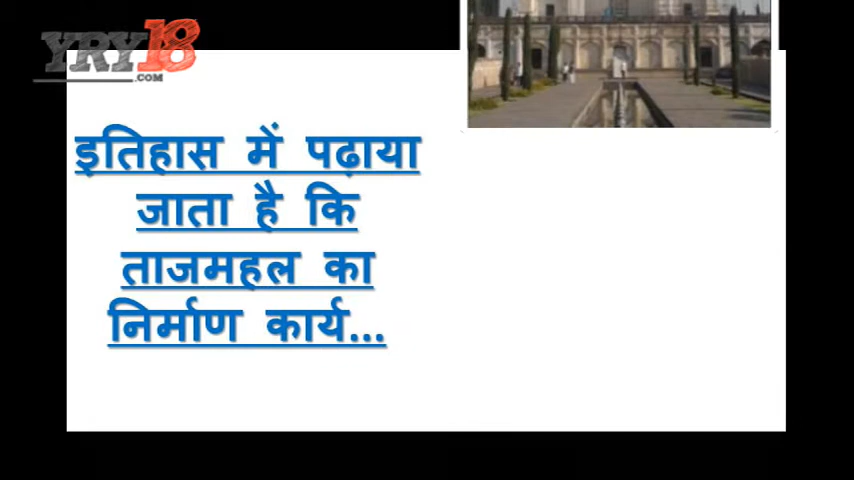 YRY18
.COM
इतिहास में पढ़ाया
जाता है कि
ताजमहल का
निर्माण कार्य...